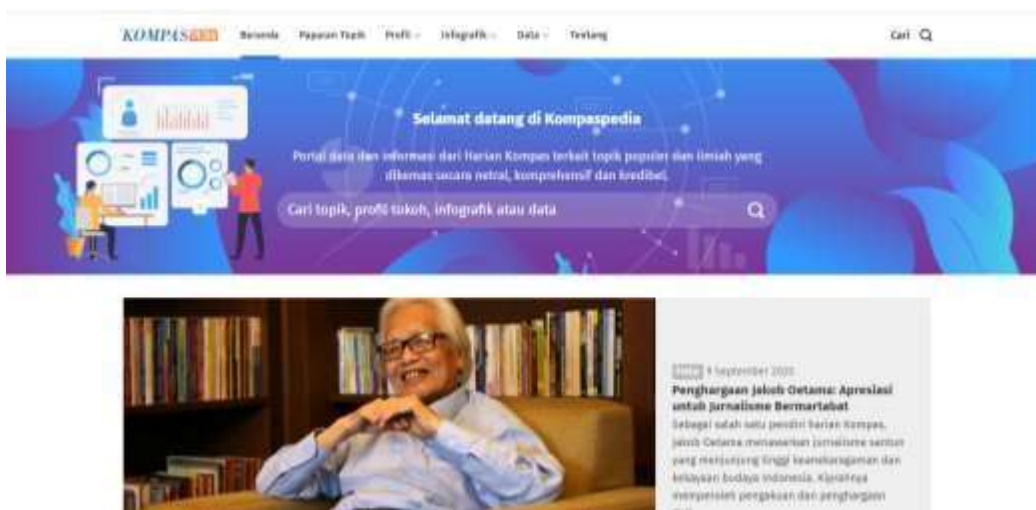 KOMPAS
Beranda Paparan Topik Profil Infografik Data Tentang
Cari
Selamat datang di Kompaspedia
Portal data dan informasi dari Harian Kompas terkait topik populer dan ilmiah yang
dikemas secara netral, komprehensif dan kredibel.
Cari topik, profil tokoh, infografik atau data
9 September 2020
Penghargaan Jakob Oetama: Apresiasi
untuk Jurnalisme Bermartabat
Sebagai salah satu pendiri harian Kompas,
Jakob Oetama menawarkan jurnalisme santun
yang menjunjung tinggi keanekaragaman dan
kekayaan budaya Indonesia. Kiprahnya
memperoleh pengakuan dan penghargaan